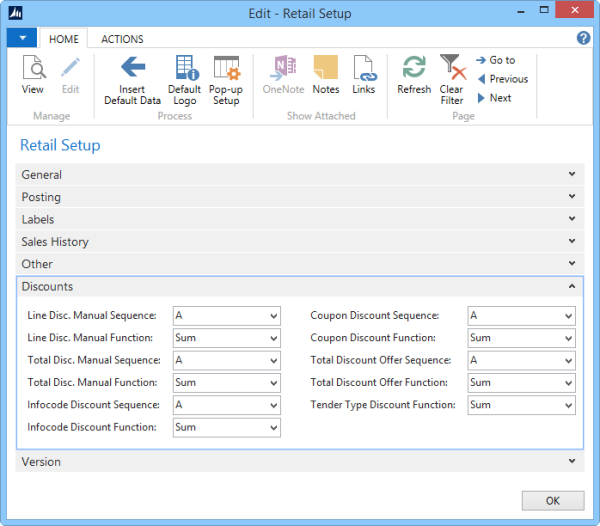 Edit - Retail Setup
HOME ACTIONS
View Edit Insert Default Data Default Logo Pop-up Setup OneNote Notes Links Refresh Clear Filter Go to
Previous
Next
Manage Process Show Attached Page
Retail Setup
General
Posting
Labels
Sales History
Other
Discounts
Line Disc. Manual Sequence: A Coupon Discount Sequence: A
Line Disc. Manual Function: Sum Coupon Discount Function: Sum
Total Disc. Manual Sequence: A Total Discount Offer Sequence: A
Total Disc. Manual Function: Sum Total Discount Offer Function: Sum
Infocode Discount Sequence: A Tender Type Discount Function: Sum
Infocode Discount Function: Sum
Version
OK